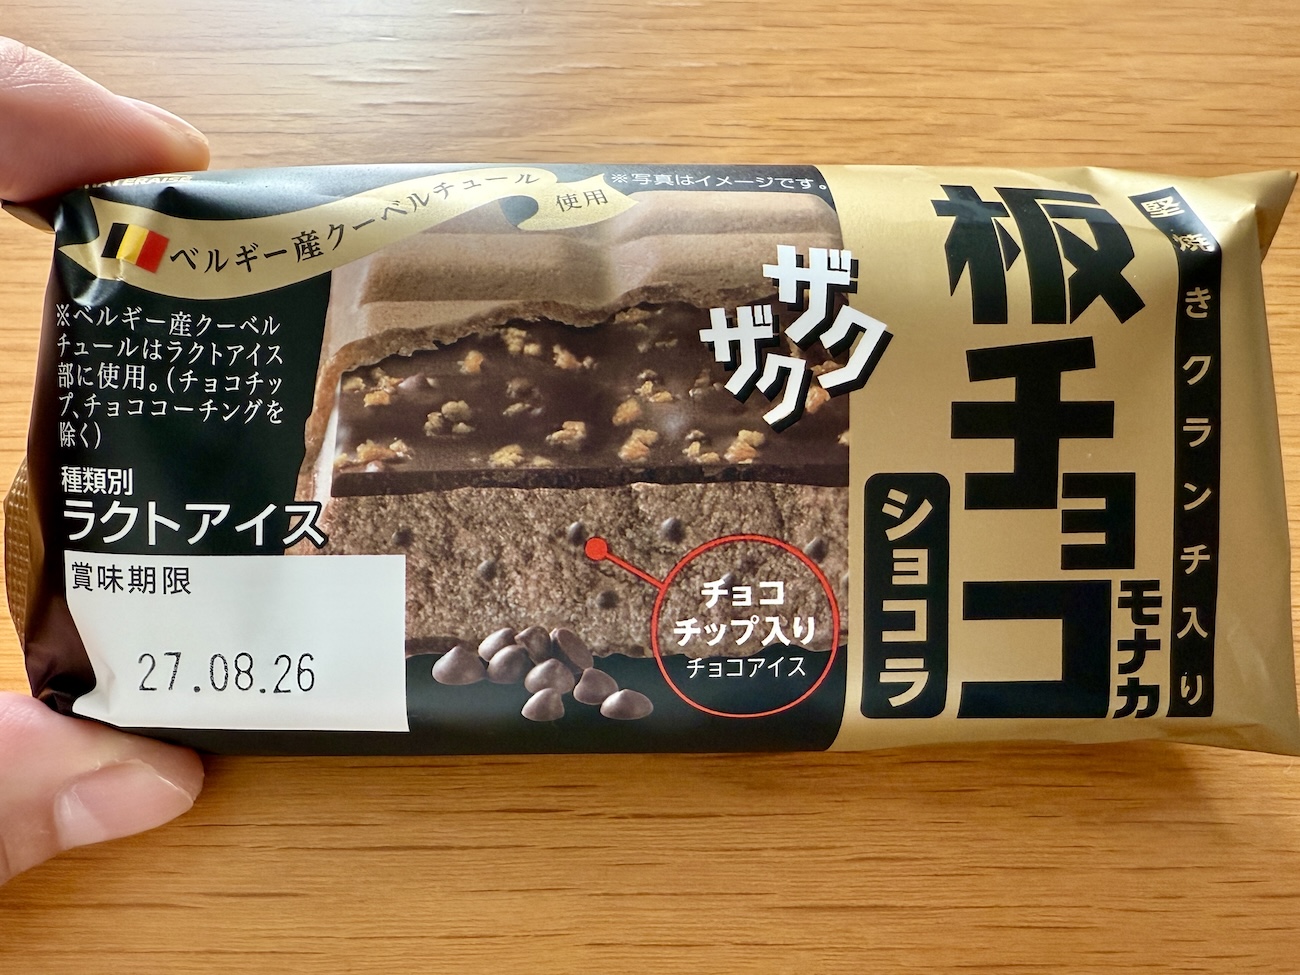 ベルギー産クーベルチュール使用
※写真はイメージです。
※ベルギー産クーベル
チュールはラクトアイス
部に使用。(チョコチッ
プ、チョココーチングを
除く)
種類別
ラクトアイス
賞味期限
27.08.26
ザク
ザク
チョコ
チップ入り
チョコアイス
堅焼きクランチ入り
板チョコ
モナカ
ショコラ